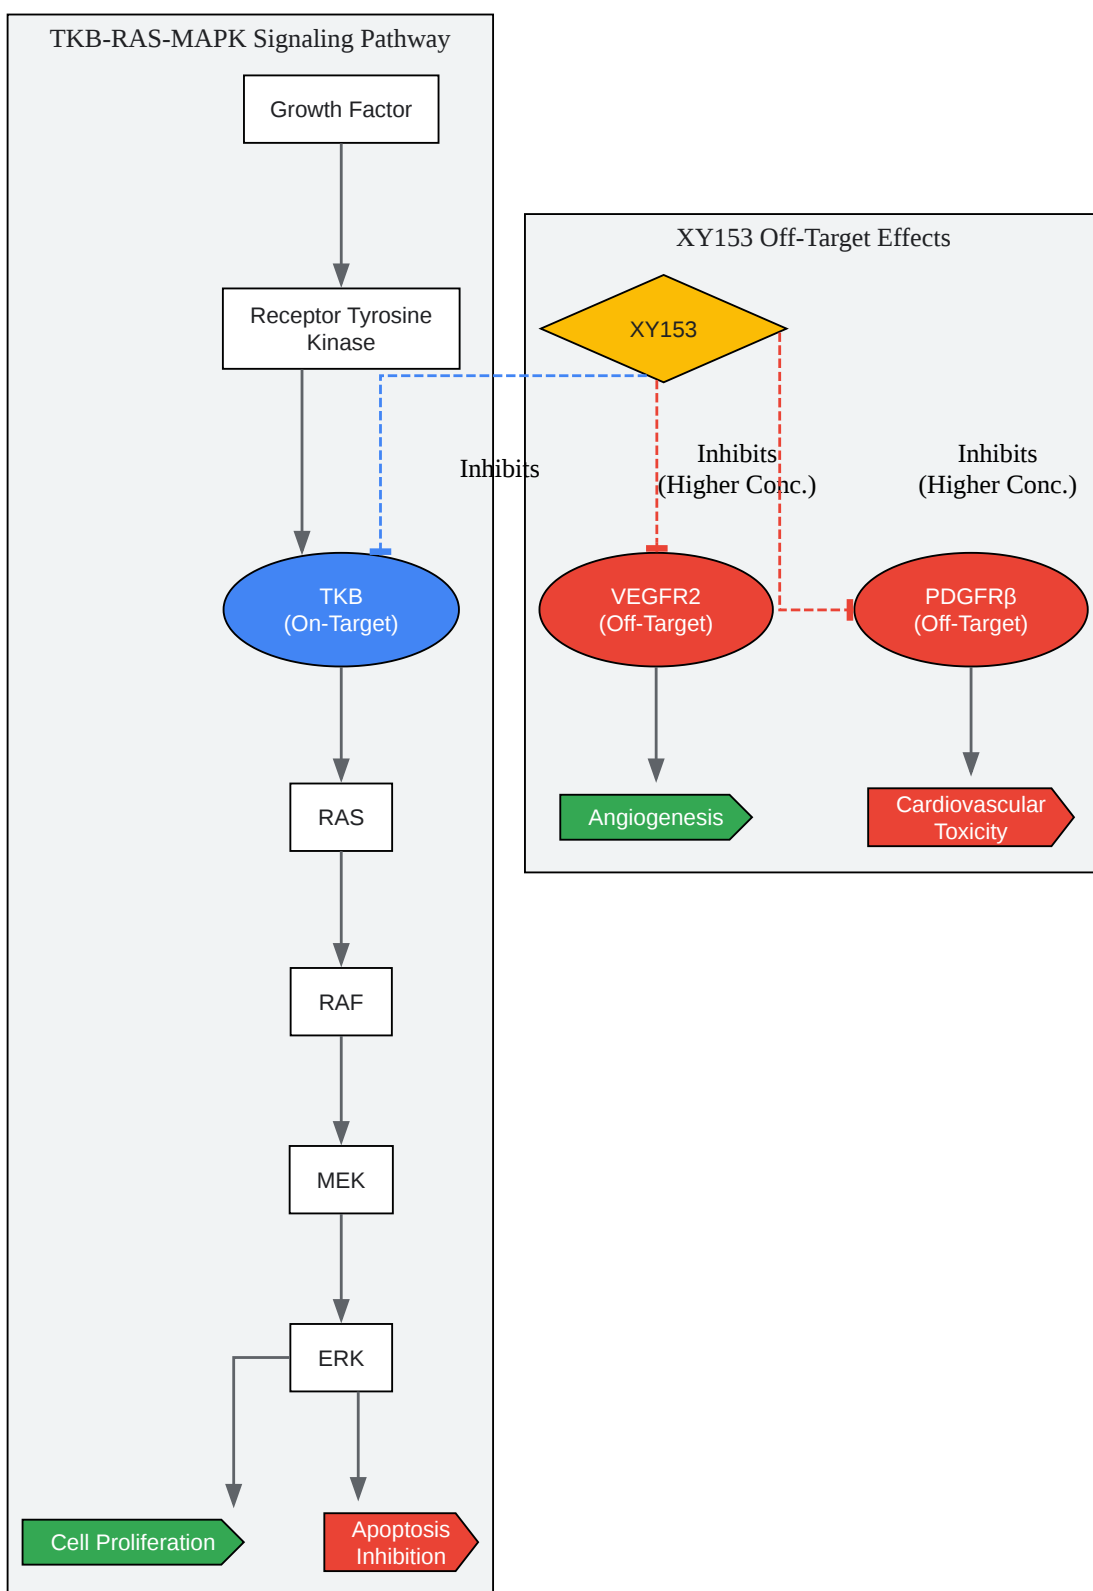 TKB-RAS-MAPK Signaling Pathway
Growth Factor
Receptor Tyrosine
Kinase
XY153 Off-Target Effects
XY153
Inhibits
Inhibits
(Higher Conc.)
Inhibits
(Higher Conc.)
TKB
(On-Target)
VEGFR2
(Off-Target)
PDGFRβ
(Off-Target)
RAS
Angiogenesis
Cardiovascular
Toxicity
RAF
MEK
ERK
Cell Proliferation
Apoptosis
Inhibition